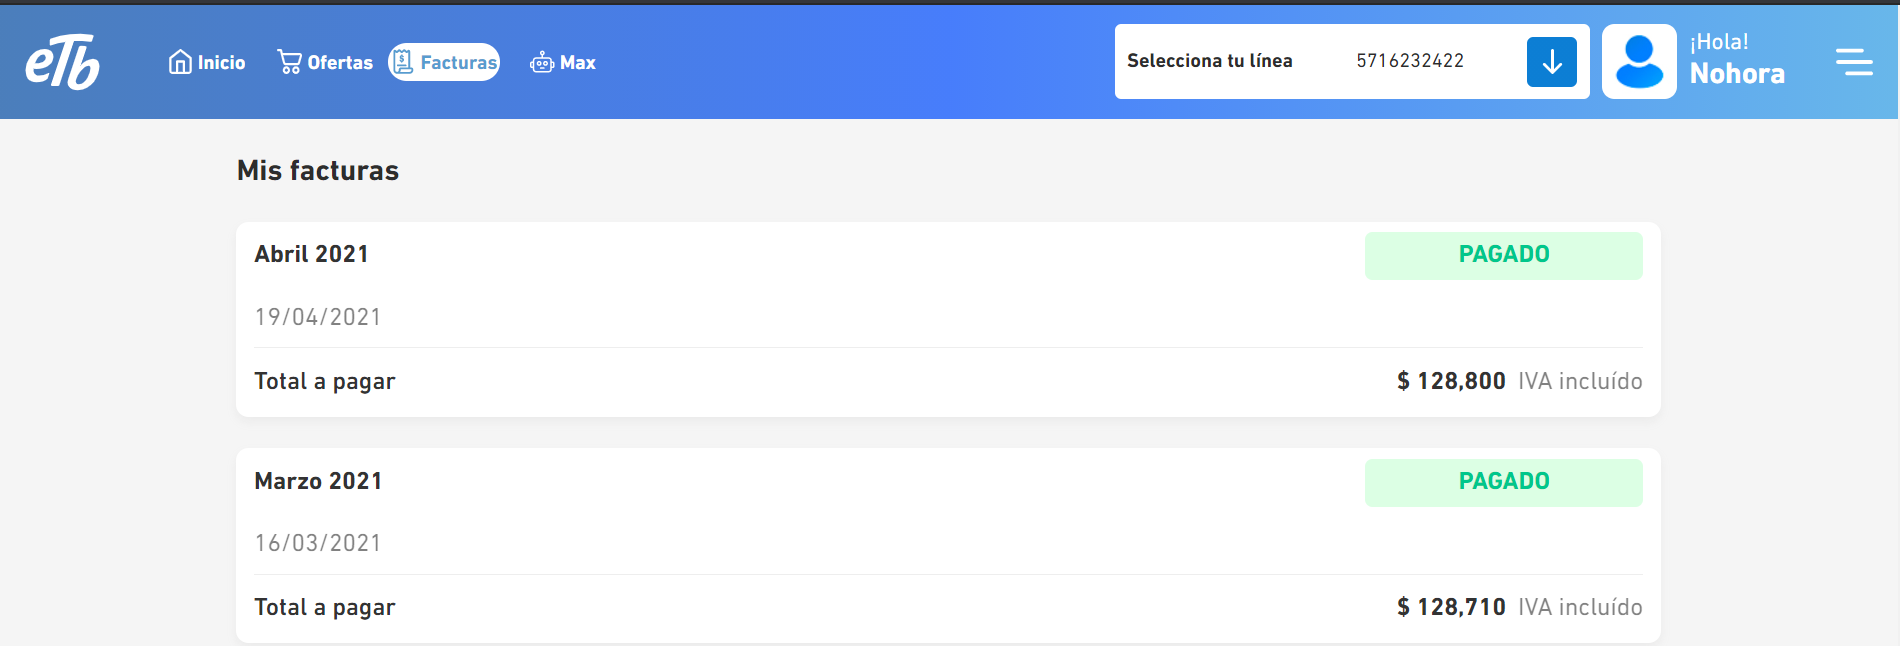 eTb
Inicio
Ofertas
Facturas
Max
Selecciona tu línea 5716232422
¡Hola!
Nohora
Mis facturas
Abril 2021 PAGADO
19/04/2021
Total a pagar $ 128,800 IVA incluído
Marzo 2021 PAGADO
16/03/2021
Total a pagar $ 128,710 IVA incluído